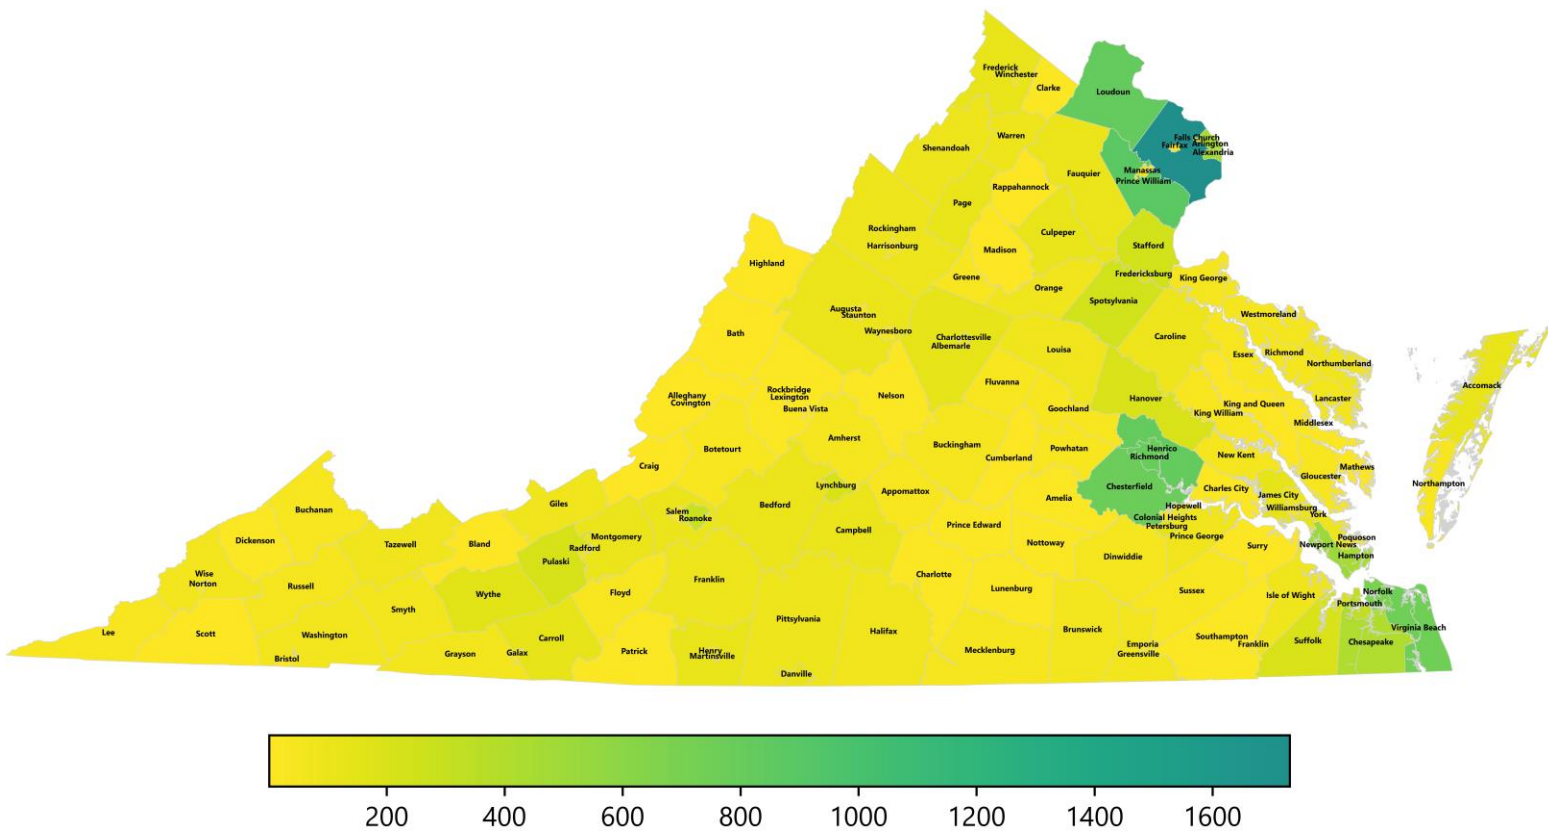 Frederick
Winchester
Clarke
Loudoun
Warren
Shenandoah
Falls Church
Fairfax
Arlington
Alexandria
Fauquier
Manassas
Prince William
Rappahannock
Page
Rockingham
Culpeper
Harrisonburg
Stafford
Madison
Highland
Greene
Fredericksburg
King George
Orange
Spotsylvania
Augusta
Staunton
Westmoreland
Waynesboro
Bath
Charlottesville
Albemarle
Caroline
Louisa
Essex
Richmond
Northumberland
Fluvanna
Accomack
Rockbridge
Lexington
Alleghany
Covington
Nelson
Buena Vista
Goochland
Hanover
Lancaster
King and Queen
King William
Middlesex
Amherst
Buckingham
Botetourt
Powhatan
Henrico
Richmond
Cumberland
New Kent
Craig
Mathews
Gloucester
Northampton
Lynchburg
Appomattox
Chesterfield
Charles City
James City
Amelia
Giles
Bedford
Hopewell
Williamsburg
Buchanan
Salem
Roanoke
York
Colonial Heights
Petersburg
Prince Edward
Campbell
Prince George
Montgomery
Poquoson
Dickenson
Tazewell
Bland
Radford
Nottoway
Surry
Newport News
Hampton
Pulaski
Dinwiddie
Wise
Norton
Charlotte
Franklin
Russell
Wythe
Floyd
Lunenburg
Sussex
Isle of Wight
Norfolk
Portsmouth
Smyth
Pittsylvania
Virginia Beach
Lee
Scott
Washington
Carroll
Halifax
Brunswick
Southampton
Suffolk
Chesapeake
Emporia
Greensville
Franklin
Bristol
Grayson
Galax
Patrick
Henry
Martinsville
Mecklenburg
Danville
200 400 600 800 1000 1200 1400 1600